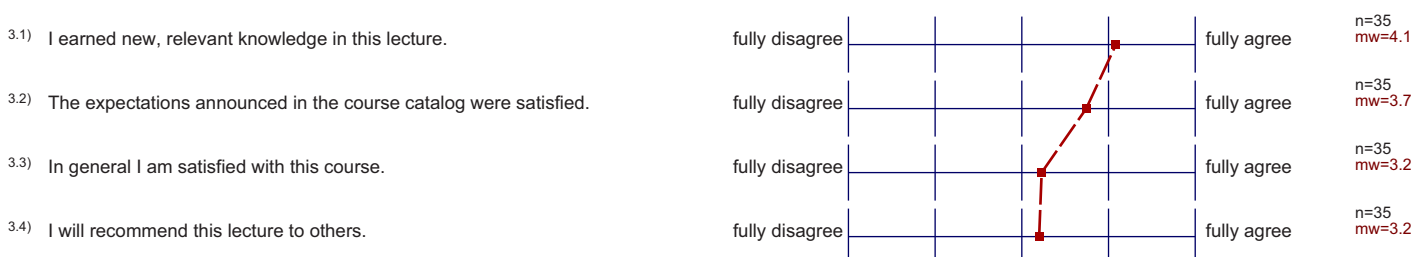 3.1) I earned new, relevant knowledge in this lecture. fully disagree fully agree n=35
mw=4.1
3.2) The expectations announced in the course catalog were satisfied. fully disagree fully agree n=35
mw=3.7
3.3) In general I am satisfied with this course. fully disagree fully agree n=35
mw=3.2
3.4) I will recommend this lecture to others. fully disagree fully agree n=35
mw=3.2